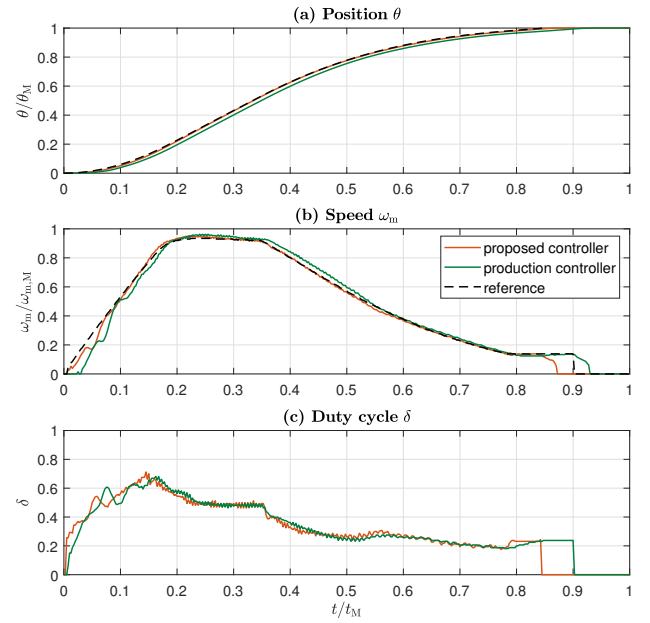 (a) Position θ
1
0.8
0.6
0.4
0.2
0
θ/θM
0 0.1 0.2 0.3 0.4 0.5 0.6 0.7 0.8 0.9 1
(b) Speed ωm
1
0.8
0.6
0.4
0.2
0
ωm/ωm,M
proposed controller
production controller
reference
0 0.1 0.2 0.3 0.4 0.5 0.6 0.7 0.8 0.9 1
(c) Duty cycle δ
1
0.8
0.6
0.4
0.2
0
δ
0 0.1 0.2 0.3 0.4 0.5 0.6 0.7 0.8 0.9 1
t/tM